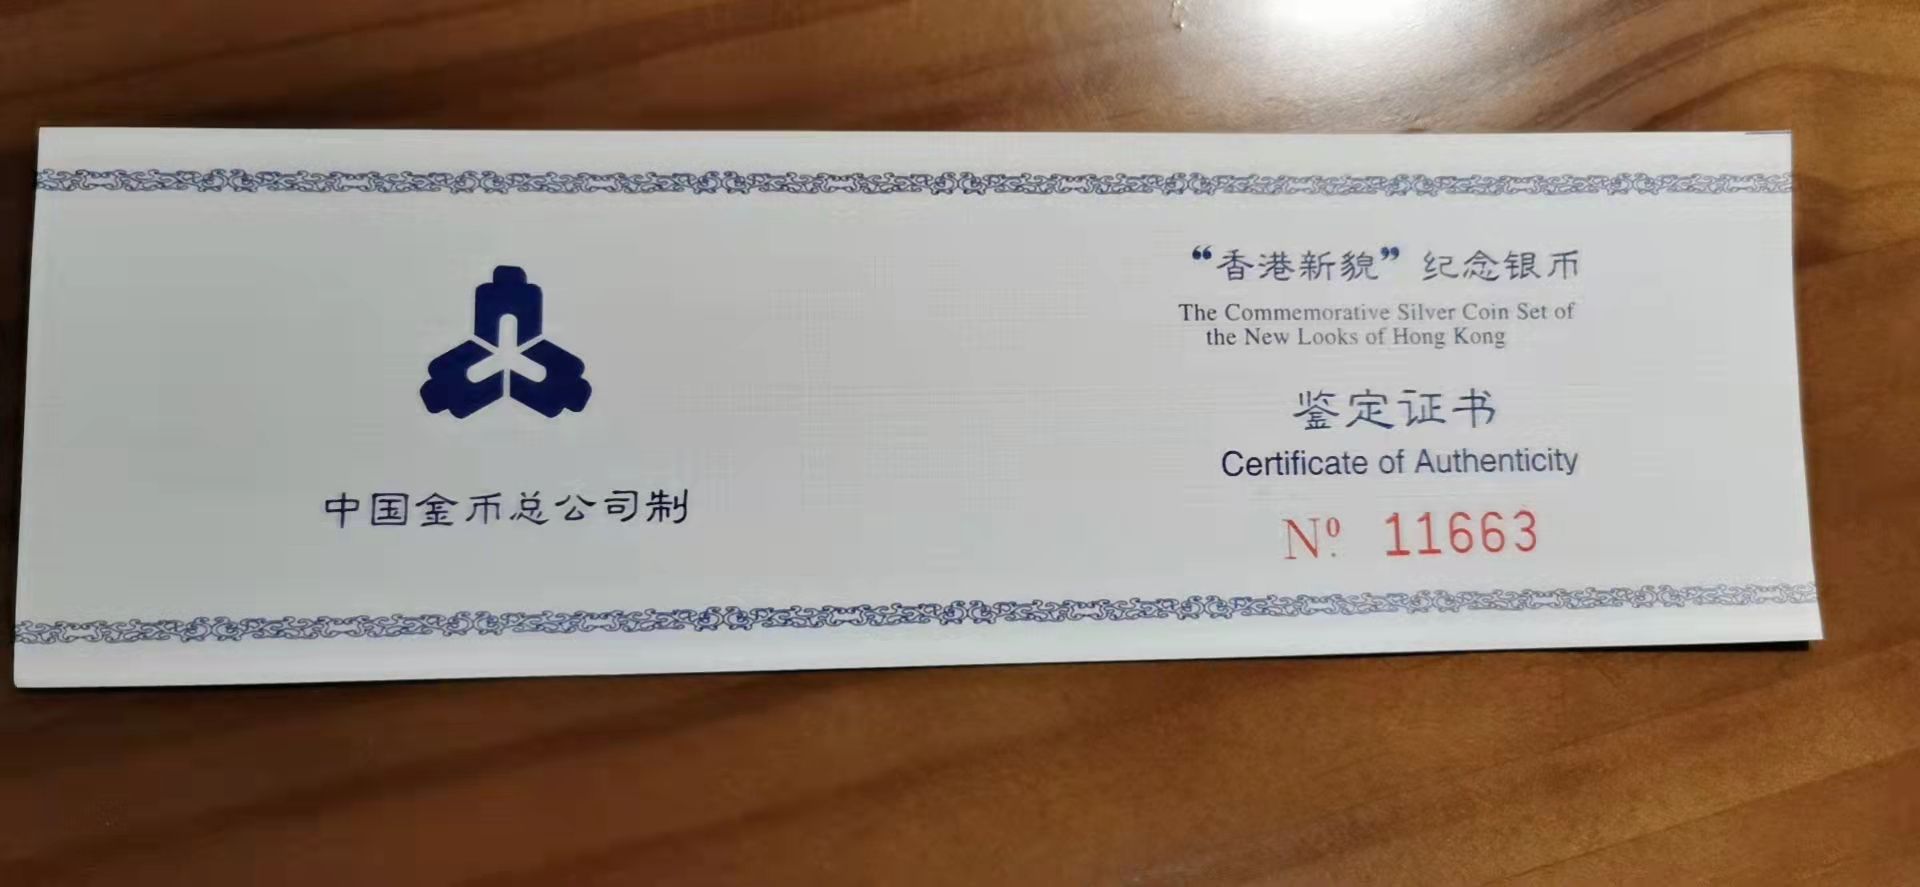 中国金币总公司制
“香港新貌” 纪念银币
The Commemorative Silver Coin Set of
the New Looks of Hong Kong
鉴定证书
Certificate of Authenticity
Nº 11663